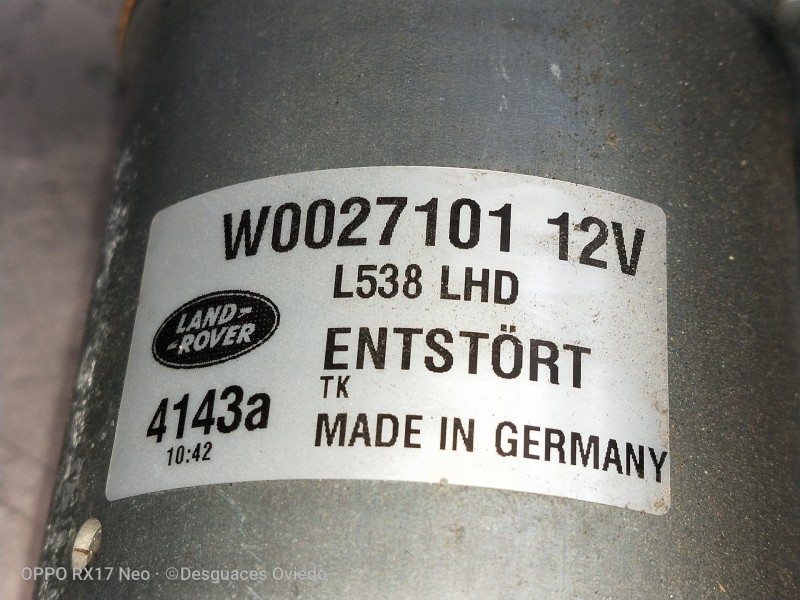 W0027101 12V
L538 LHD
LAND-
-ROVER
ENTSTÖRT
TK
4143a
MADE IN GERMANY
10:42
OPPO RX17 Neo · ©Desguaces Oviedo